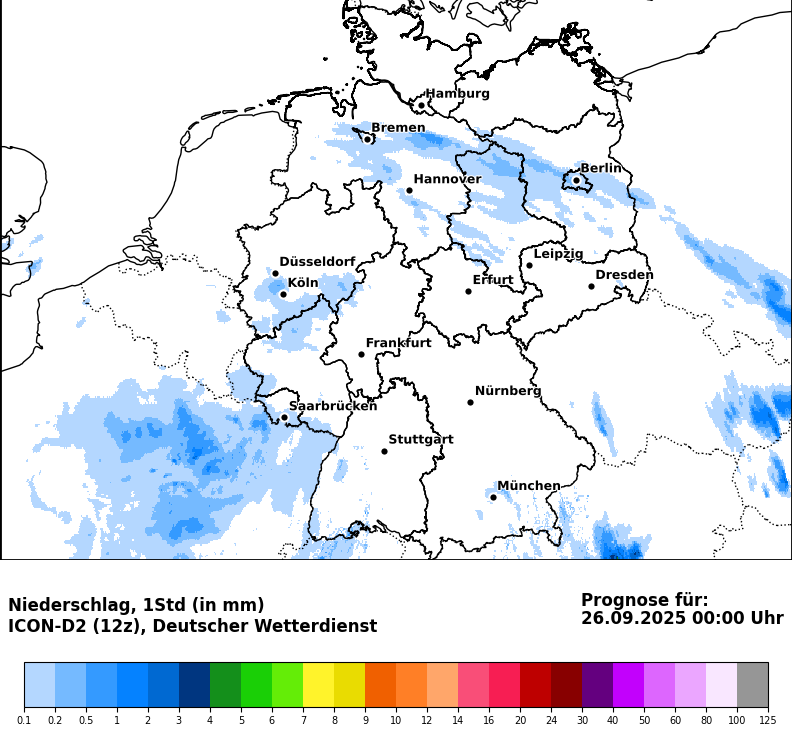 Hamburg
Bremen
Berlin
Hannover
Leipzig
Düsseldorf
Dresden
Köln
Erfurt
Frankfurt
Nürnberg
Saarbrücken
Stuttgart
München
Niederschlag, 1Std (in mm)
ICON-D2 (12z), Deutscher Wetterdienst
Prognose für:
26.09.2025 00:00 Uhr
0.1 0.2 0.5 1 2 3 4 5 6 7 8 9 10 12 14 16 20 24 30 40 50 60 80 100 125